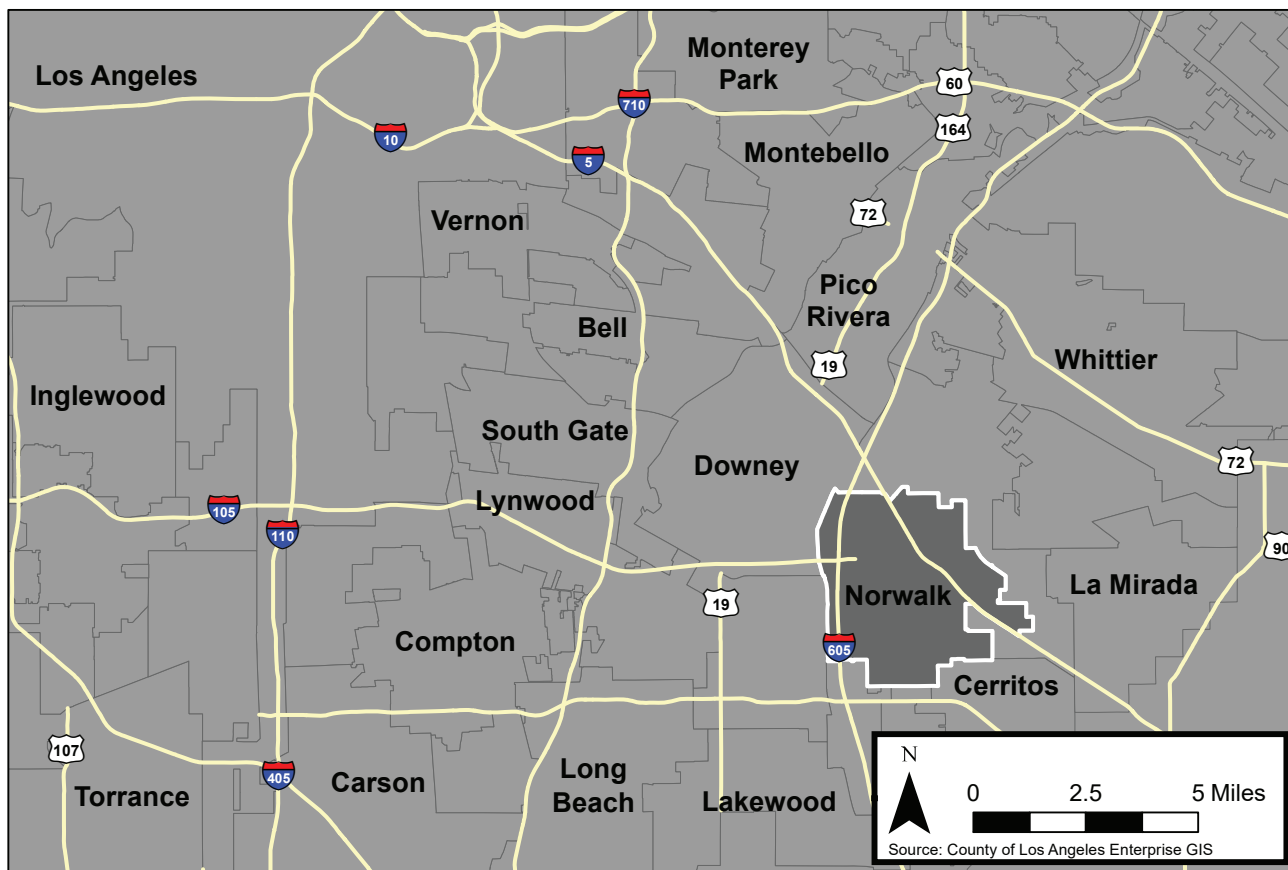 Los Angeles
Monterey
Park
60
710
164
10
5
Montebello
72
Vernon
Pico
Rivera
Bell
Whittier
19
Inglewood
South Gate
Downey
72
Lynwood
105
110
90
La Mirada
Norwalk
19
Compton
605
Cerritos
107
405
Carson
Long
Beach
Torrance
Lakewood
N
0 2.5 5 Miles
Source: County of Los Angeles Enterprise GIS